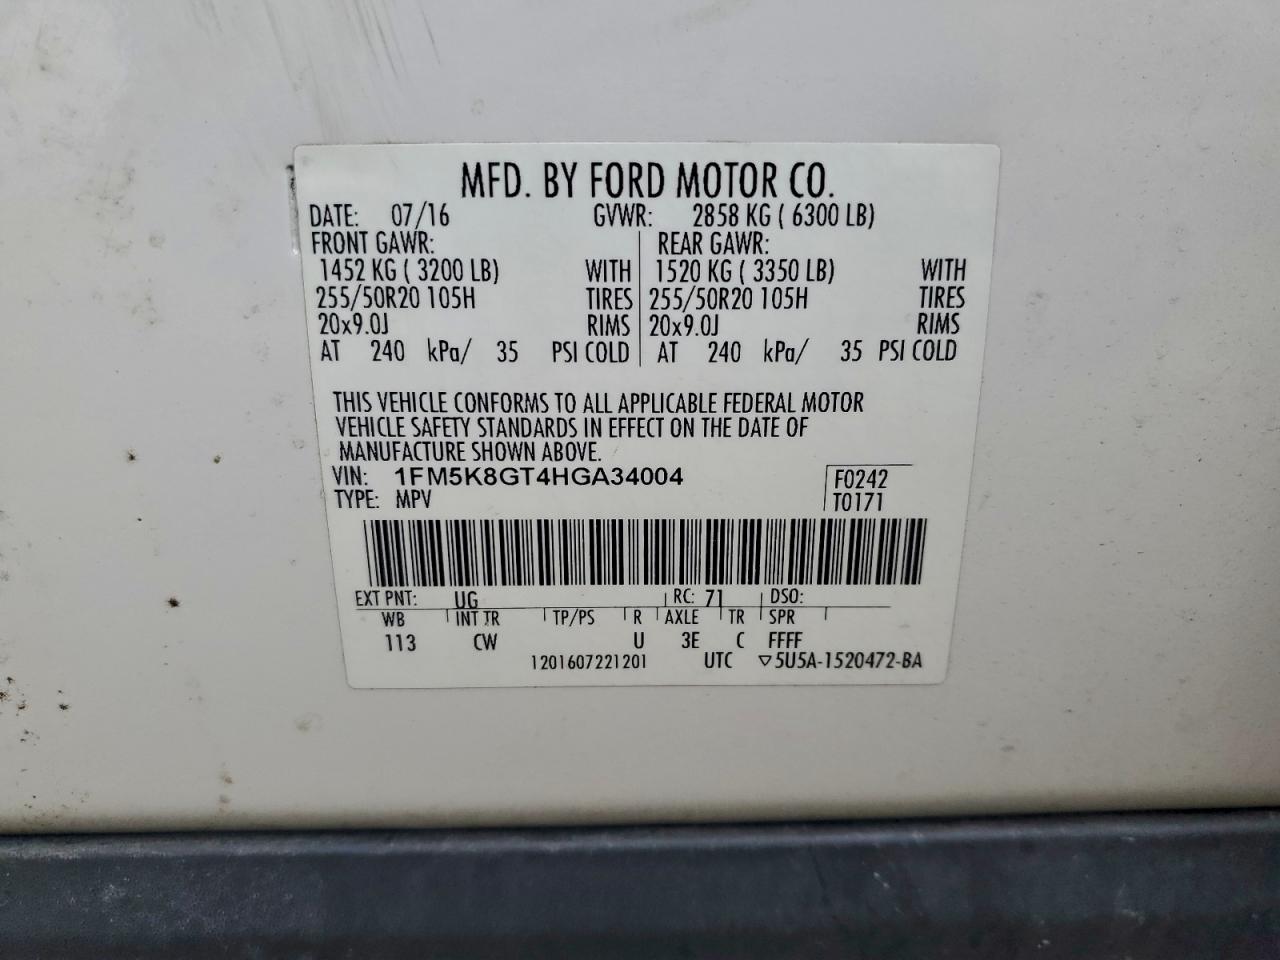 MFD. BY FORD MOTOR CO.
DATE: 07/16 GVWR: 2858 KG ( 6300 LB)
FRONT GAWR: REAR GAWR:
1452 KG ( 3200 LB) WITH 1520 KG ( 3350 LB) WITH
255/50R20 105H TIRES 255/50R20 105H TIRES
20x9.0J RIMS 20x9.0J RIMS
AT 240 kPa/ 35 PSI COLD AT 240 kPa/ 35 PSI COLD
THIS VEHICLE CONFORMS TO ALL APPLICABLE FEDERAL MOTOR
VEHICLE SAFETY STANDARDS IN EFFECT ON THE DATE OF
MANUFACTURE SHOWN ABOVE.
VIN: 1FM5K8GT4HGA34004 F0242
TYPE: MPV T0171
EXT PNT: UG RC: 71 DSO:
WB INT TR TP/PS R AXLE TR SPR
113 CW U 3E C FFFF
1201607221201 UTC ▽5U5A-1520472-BA